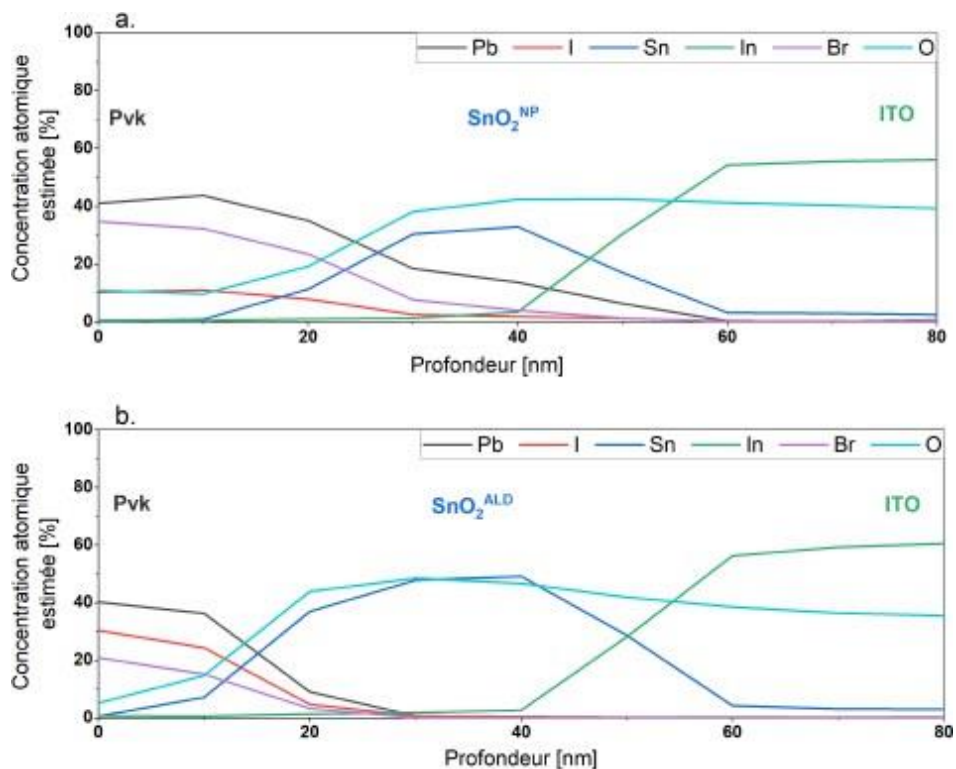 a.
Pb I Sn In Br O
Pvk
SnO₂ᴺᴾ
ITO
100
80
60
40
20
0
0 20 40 60 80
Concentration atomique
estimée [%]
Profondeur [nm]
b.
Pb I Sn In Br O
Pvk
SnO₂ᴬᴸᴰ
ITO
100
80
60
40
20
0
0 20 40 60 80
Concentration atomique
estimée [%]
Profondeur [nm]